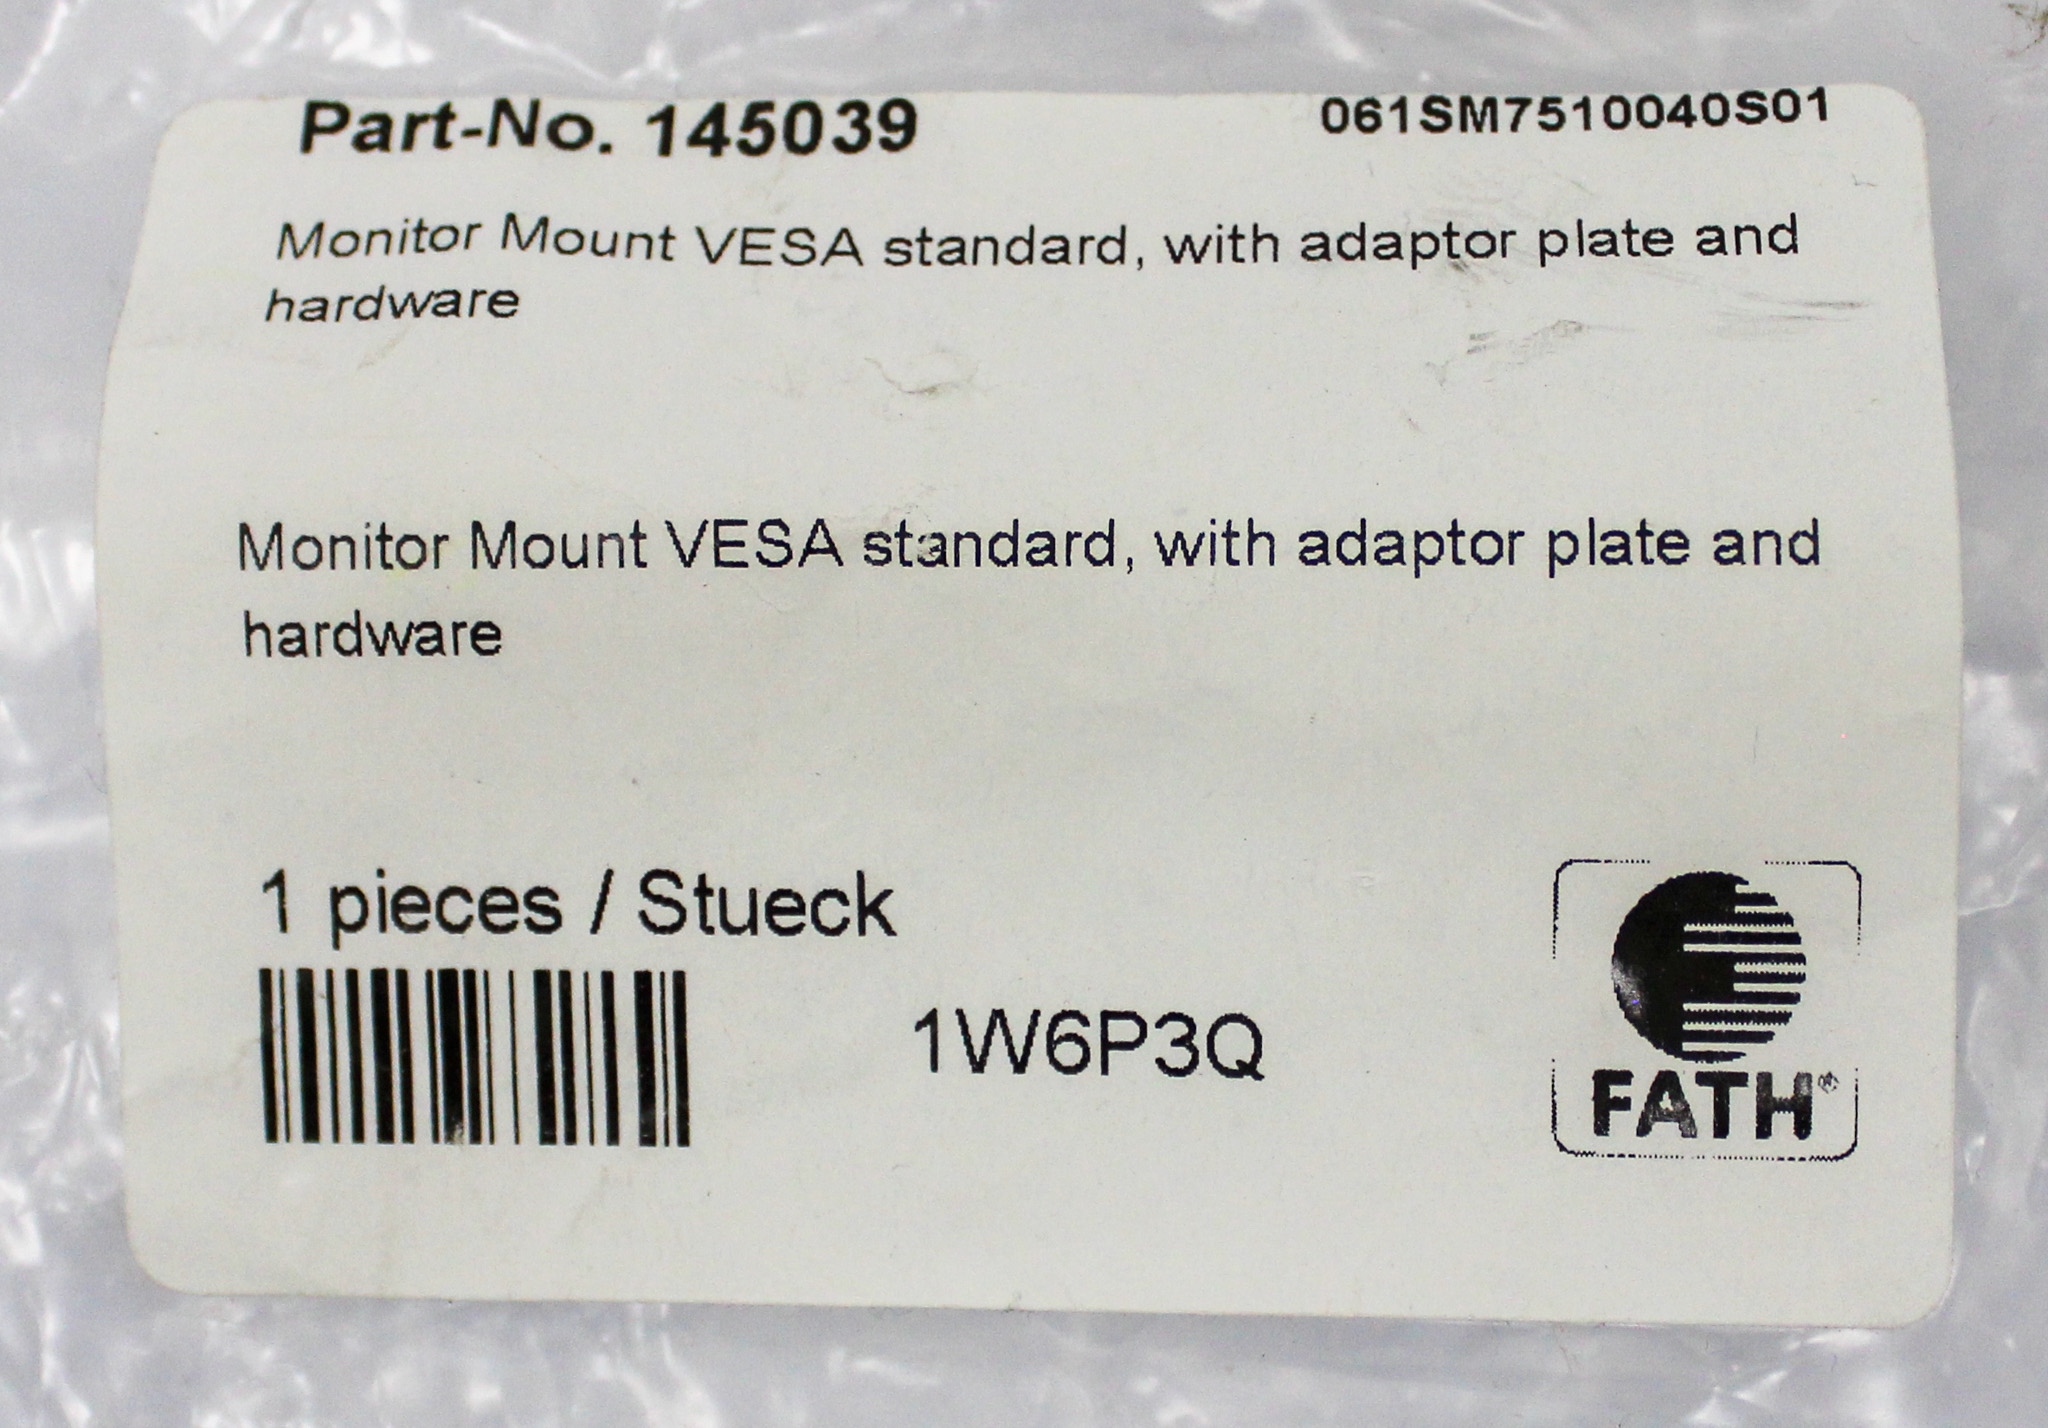 Part-No. 145039
061SM7510040S01
Monitor Mount VESA standard, with adaptor plate and
hardware
Monitor Mount VESA standard, with adaptor plate and
hardware
1 pieces / Stueck
1W6P3Q
FATH®